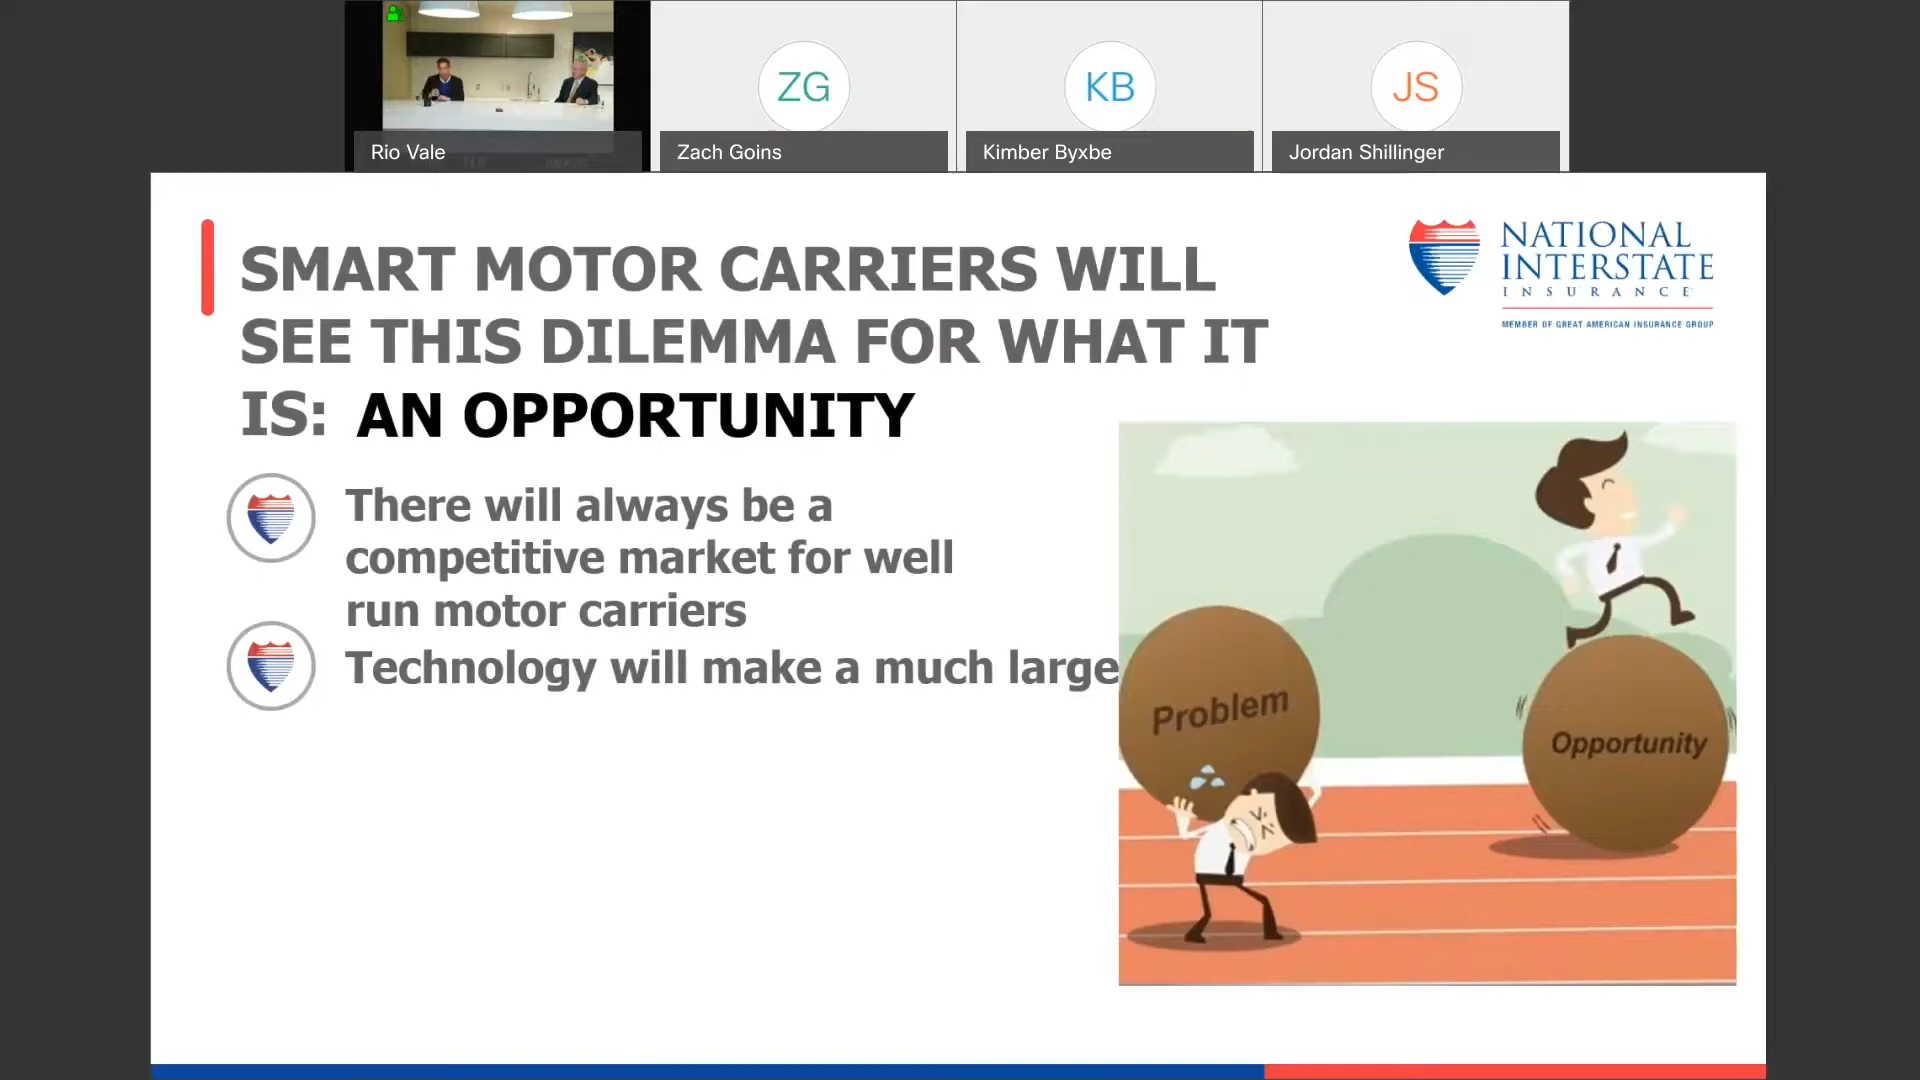 ZG
KB
JS
Rio Vale
Zach Goins
Kimber Byxbe
Jordan Shillinger
SMART MOTOR CARRIERS WILL
SEE THIS DILEMMA FOR WHAT IT
IS: AN OPPORTUNITY
NATIONAL
INTERSTATE
INSURANCE
MEMBER OF GREAT AMERICAN INSURANCE GROUP
There will always be a
competitive market for well
run motor carriers
Technology will make a much large
Problem
Opportunity